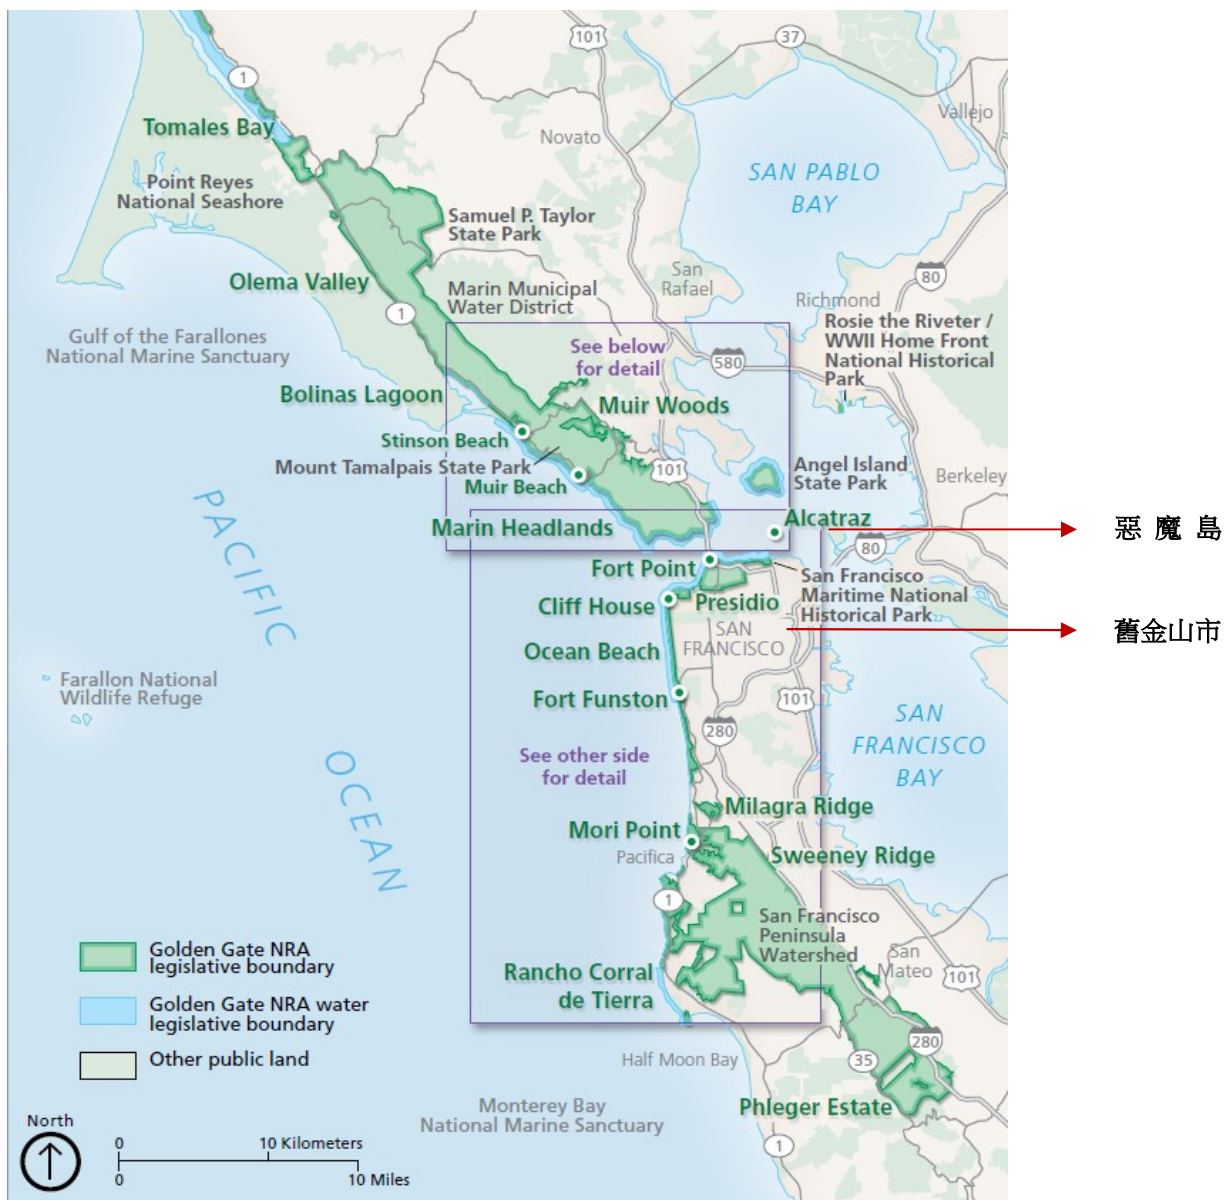 101
37
1
Vallejo
Tomales Bay
Novato
SAN PABLO
BAY
Point Reyes
National Seashore
Samuel P. Taylor
State Park
San
Rafael
80
Olema Valley
Marin Municipal
Water District
Richmond
1
Rosie the Riveter /
WWII Home Front
National Historical
Park
Gulf of the Farallones
National Marine Sanctuary
See below
for detail
580
Bolinas Lagoon
Muir Woods
Stinson Beach
Mount Tamalpais State Park
101
Angel Island
State Park
Berkeley
Muir Beach
PACIFIC
OCEAN
Marin Headlands
Alcatraz
惡 魔 島
80
Fort Point
San Francisco
Maritime National
Historical Park
Cliff House
Presidio
舊金山市
SAN
FRANCISCO
Ocean Beach
Farallon National
Wildlife Refuge
Fort Funston
101
280
SAN
FRANCISCO
BAY
See other side
for detail
Milagra Ridge
Mori Point
Pacifica
Sweeney Ridge
1
San Francisco
Peninsula
Watershed
San
Mateo
101
Golden Gate NRA
legislative boundary
Rancho Corral
de Tierra
Golden Gate NRA water
legislative boundary
Other public land
280
35
Half Moon Bay
Phleger Estate
Monterey Bay
National Marine Sanctuary
1
North
0
10 Kilometers
0
10 Miles